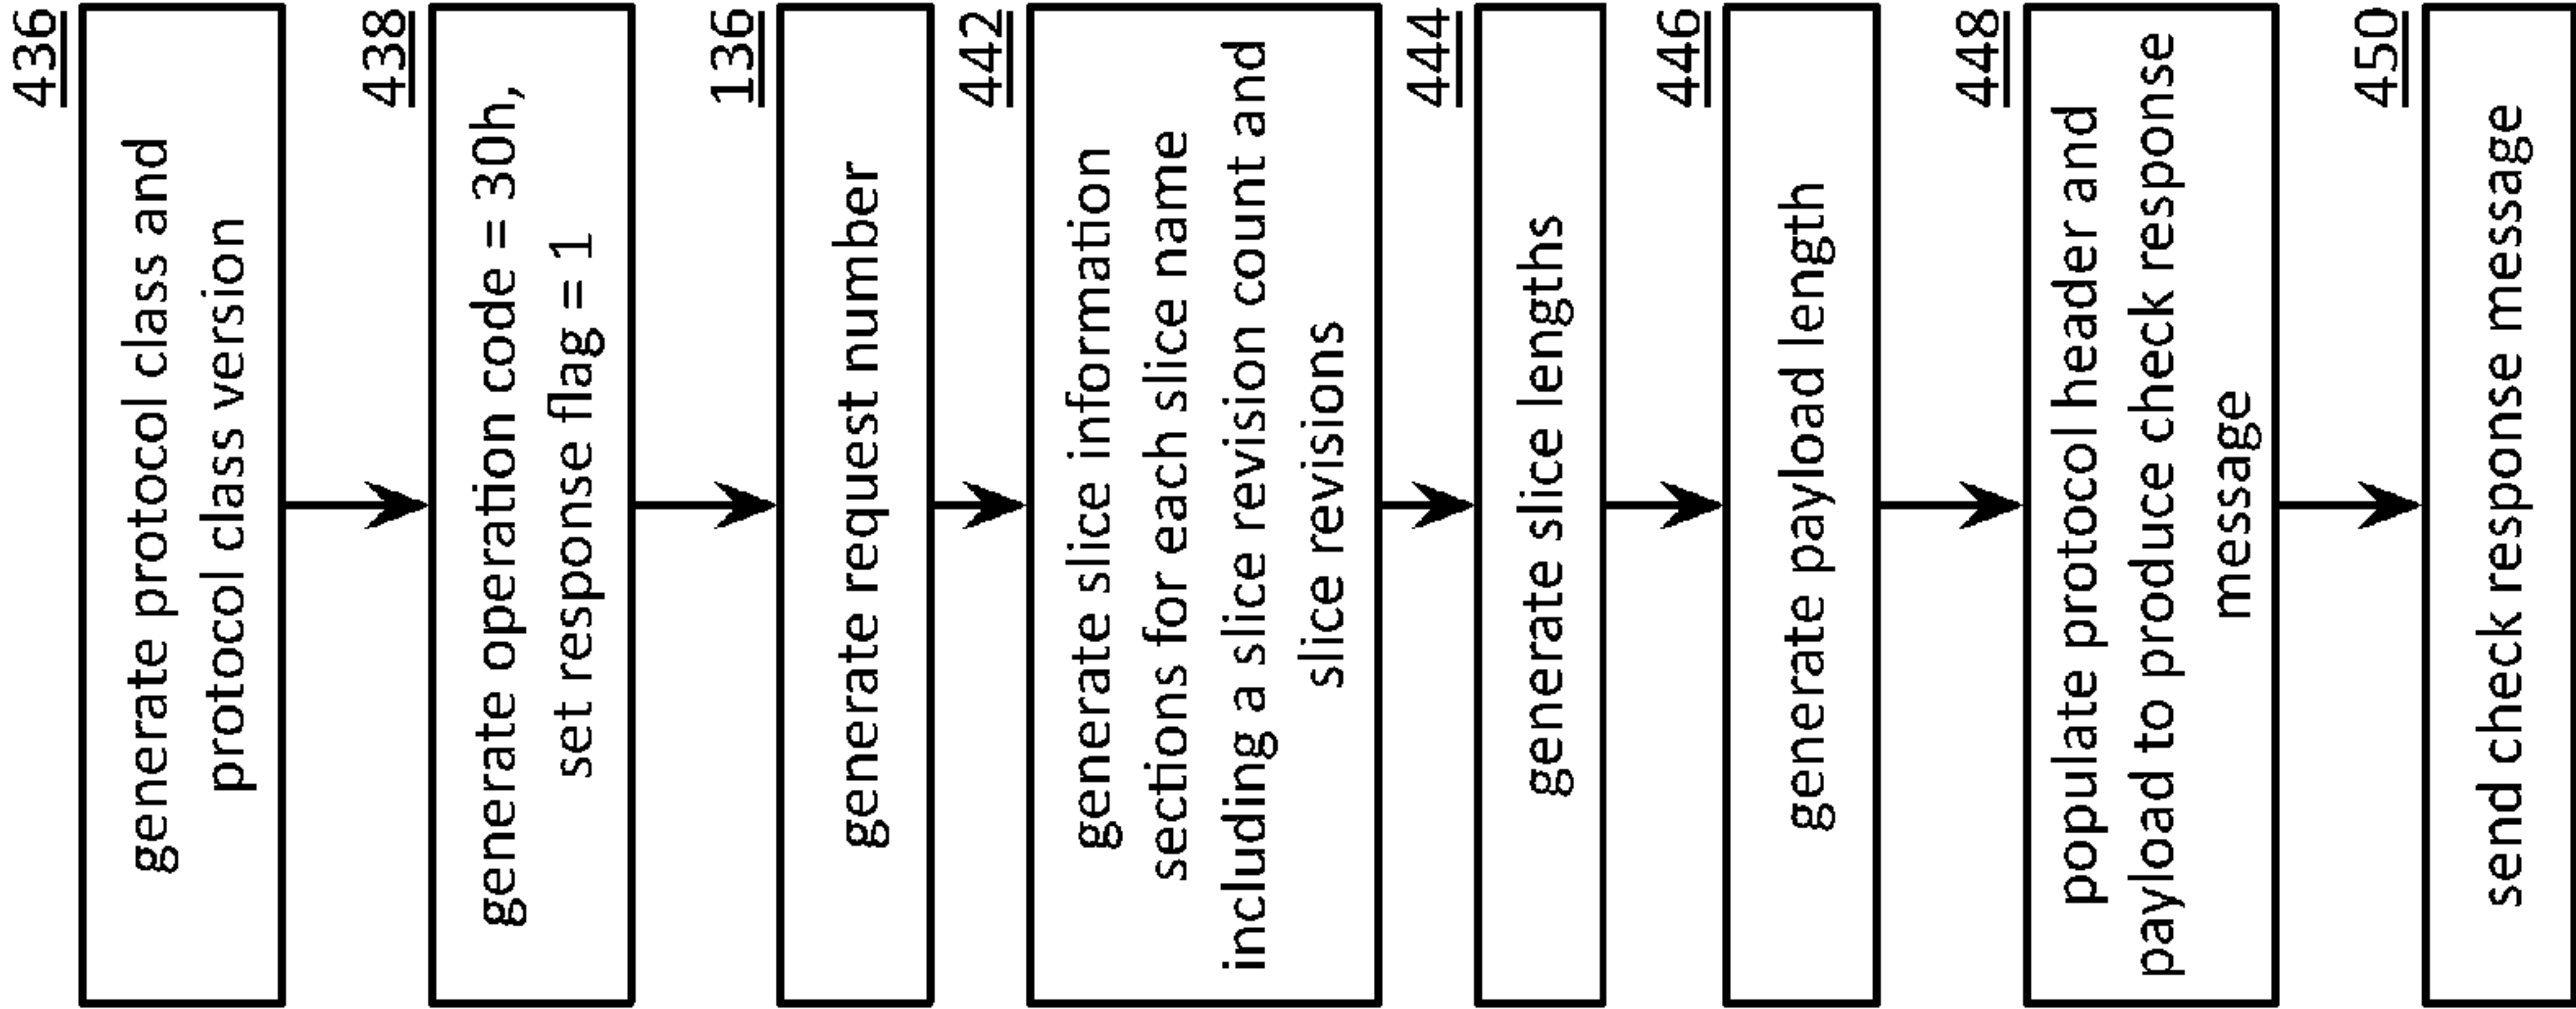 436
generate protocol class and
protocol class version
438
generate operation code = 30h,
set response flag = 1
136
generate request number
442
generate slice information
sections for each slice name
including a slice revision count and
slice revisions
444
generate slice lengths
446
generate payload length
448
populate protocol header and
payload to produce check response
message
450
send check response message